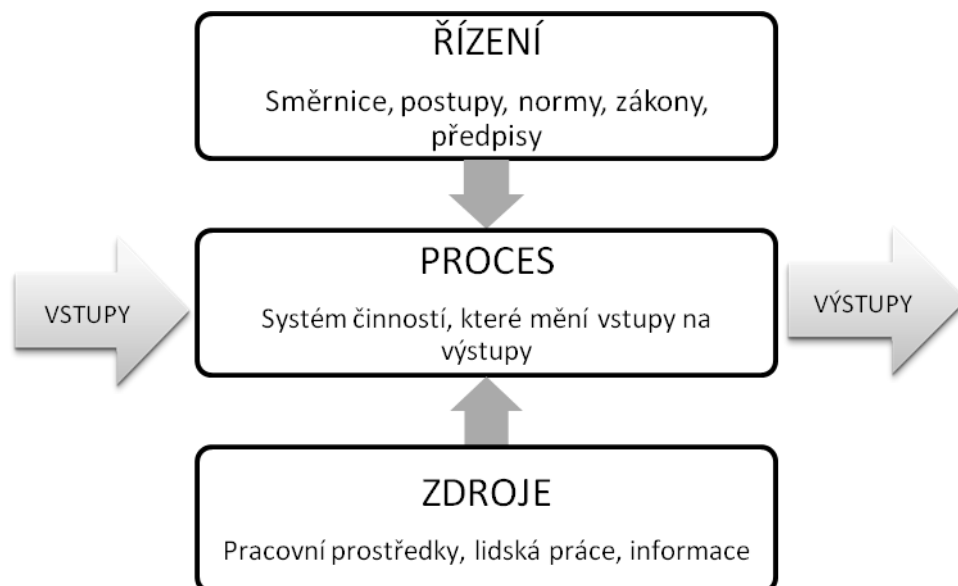 ŘÍZENÍ
Směrnice, postupy, normy, zákony,
předpisy
VSTUPY
PROCES
Systém činností, které mění vstupy na
výstupy
VÝSTUPY
ZDROJE
Pracovní prostředky, lidská práce, informace